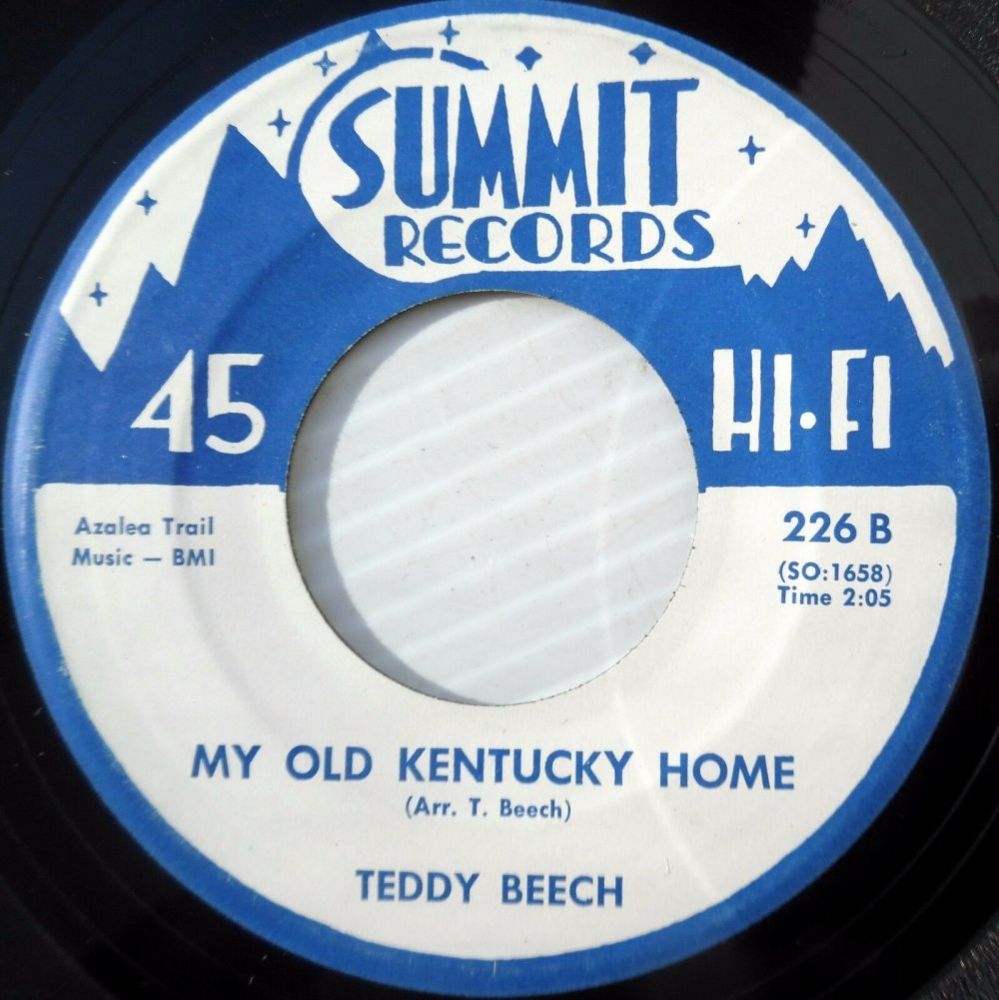 SUMMIT
RECORDS
45
HI·FI
Azalea Trail
Music — BMI
226 B
(SO:1658)
Time 2:05
MY OLD KENTUCKY HOME
(Arr. T. Beech)
TEDDY BEECH